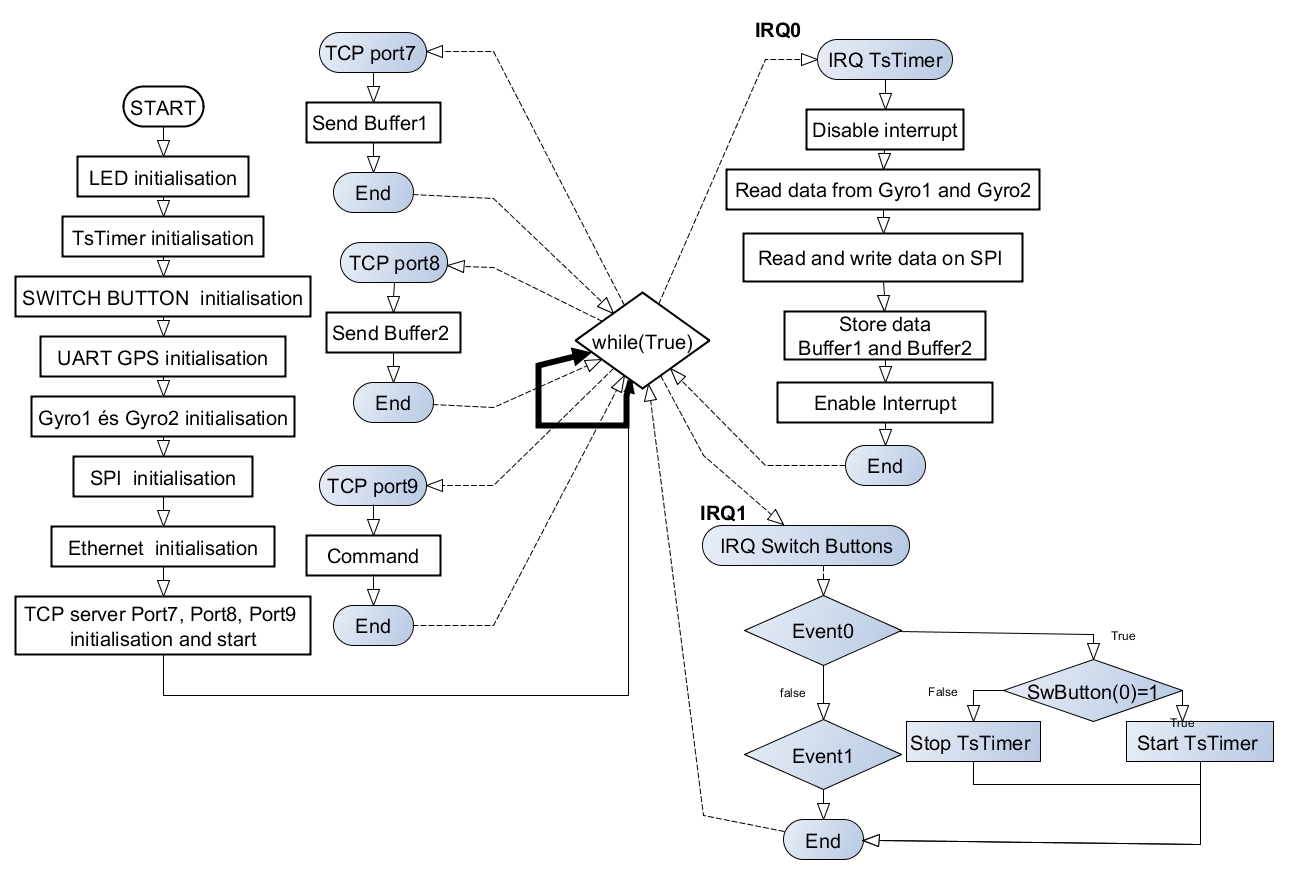 START
LED initialisation
TsTimer initialisation
SWITCH BUTTON initialisation
UART GPS initialisation
Gyro1 és Gyro2 initialisation
SPI initialisation
Ethernet initialisation
TCP server Port7, Port8, Port9
initialisation and start
TCP port7
Send Buffer1
End
TCP port8
Send Buffer2
End
TCP port9
Command
End
while(True)
IRQ0
IRQ TsTimer
Disable interrupt
Read data from Gyro1 and Gyro2
Read and write data on SPI
Store data
Buffer1 and Buffer2
Enable Interrupt
End
IRQ1
IRQ Switch Buttons
Event0
True
false
SwButton(0)=1
False
True
Stop TsTimer
Start TsTimer
Event1
End